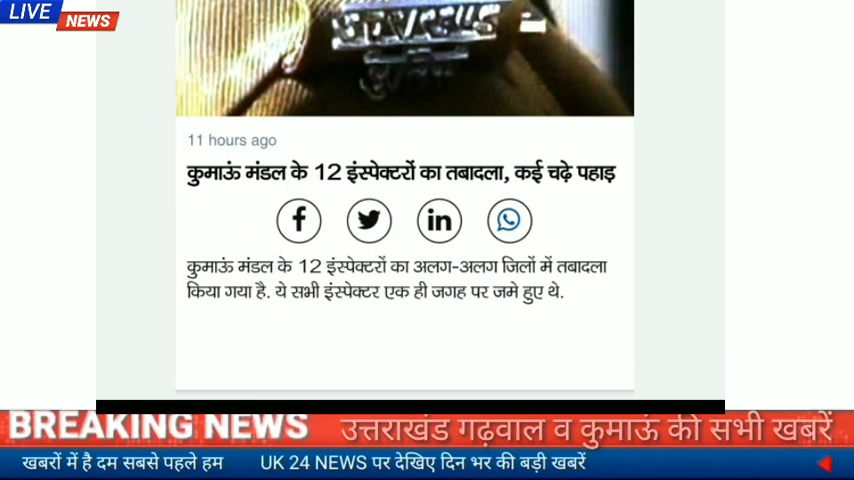 LIVE
NEWS
11 hours ago
कुमाऊं मंडल के 12 इंस्पेक्टरों का तबादला, कई चढ़े पहाड़
कुमाऊं मंडल के 12 इंस्पेक्टरों का अलग-अलग जिलों में तबादला
किया गया है. ये सभी इंस्पेक्टर एक ही जगह पर जमे हुए थे.
BREAKING NEWS उत्तराखंड गढ़वाल व कुमाऊं की सभी खबरें
खबरों में है दम सबसे पहले हम UK 24 NEWS पर देखिए दिन भर की बड़ी खबरें